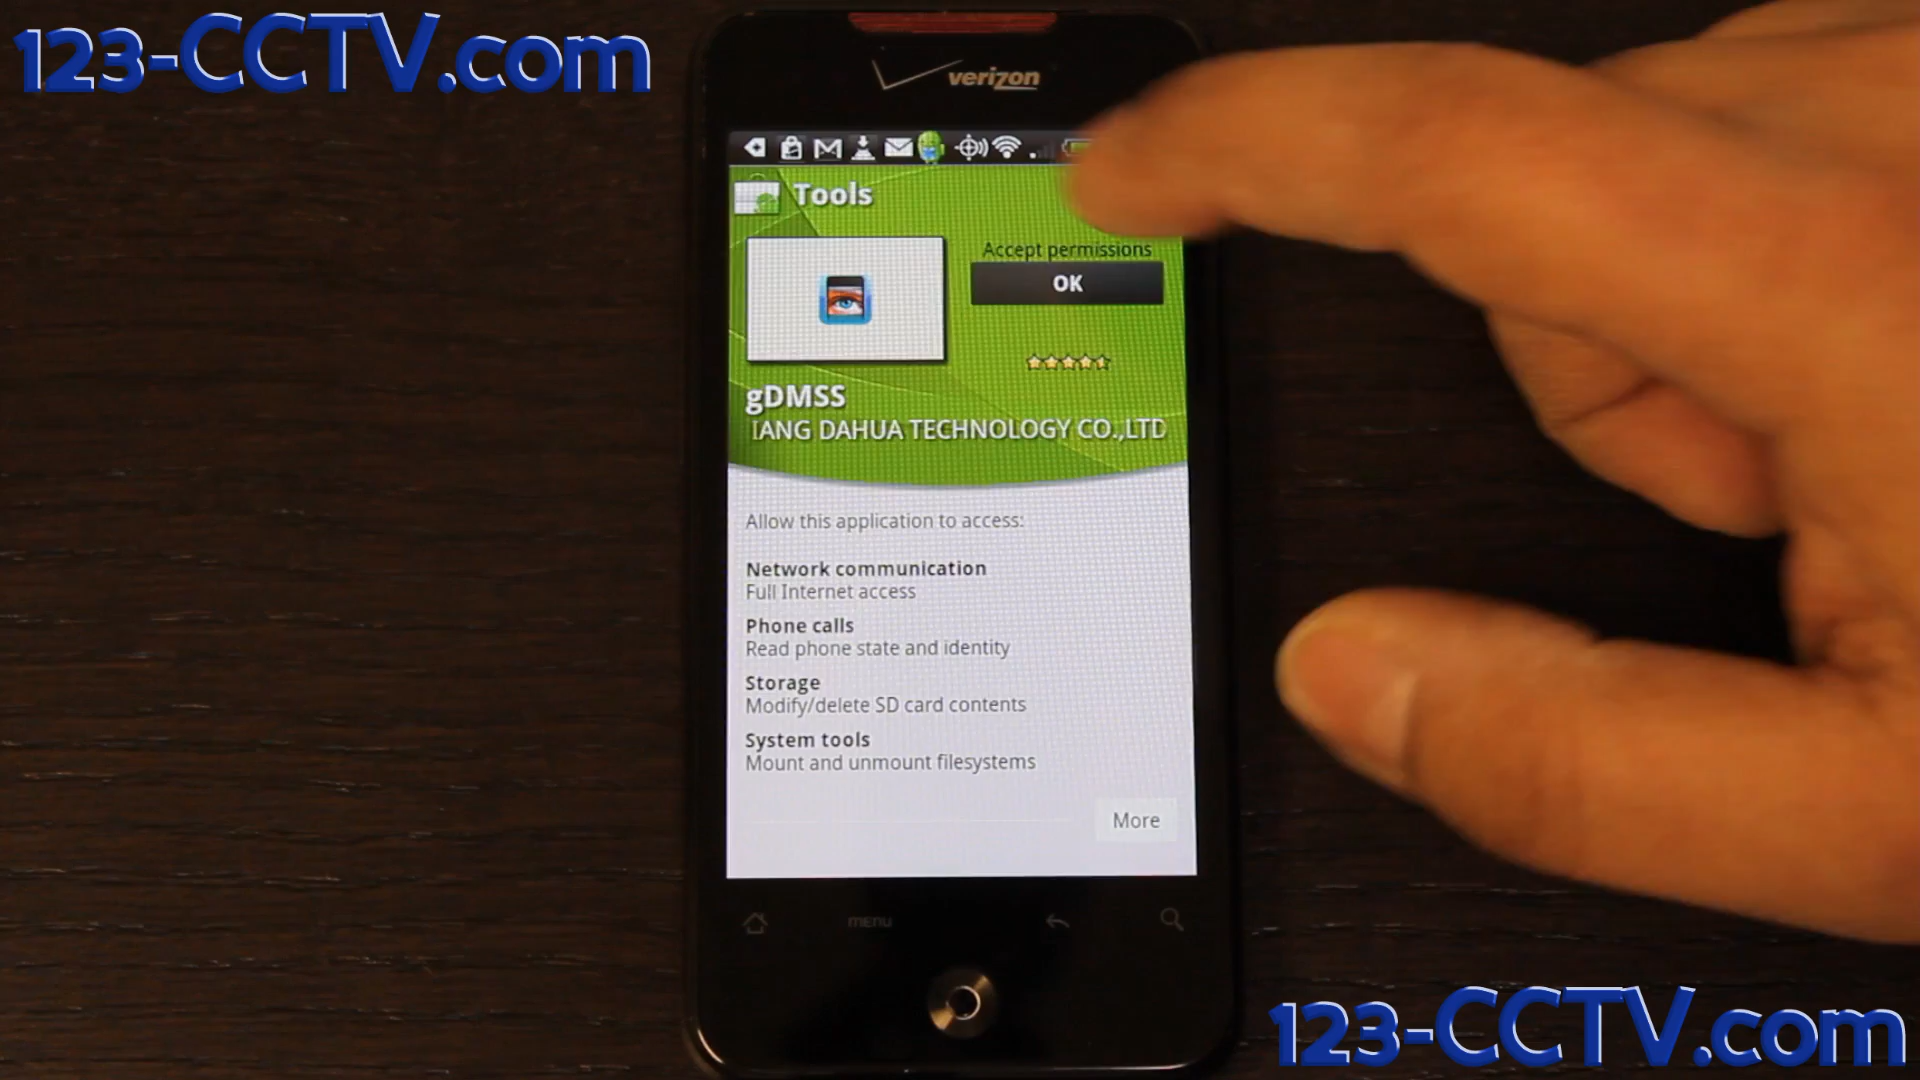 123-CCTV.com
verizon
Tools
Accept permissions
OK
gDMSS
IANG DAHUA TECHNOLOGY CO.,LTD
Allow this application to access:
Network communication
Full Internet access
Phone calls
Read phone state and identity
Storage
Modify/delete SD card contents
System tools
Mount and unmount filesystems
More
menu
123-CCTV.com